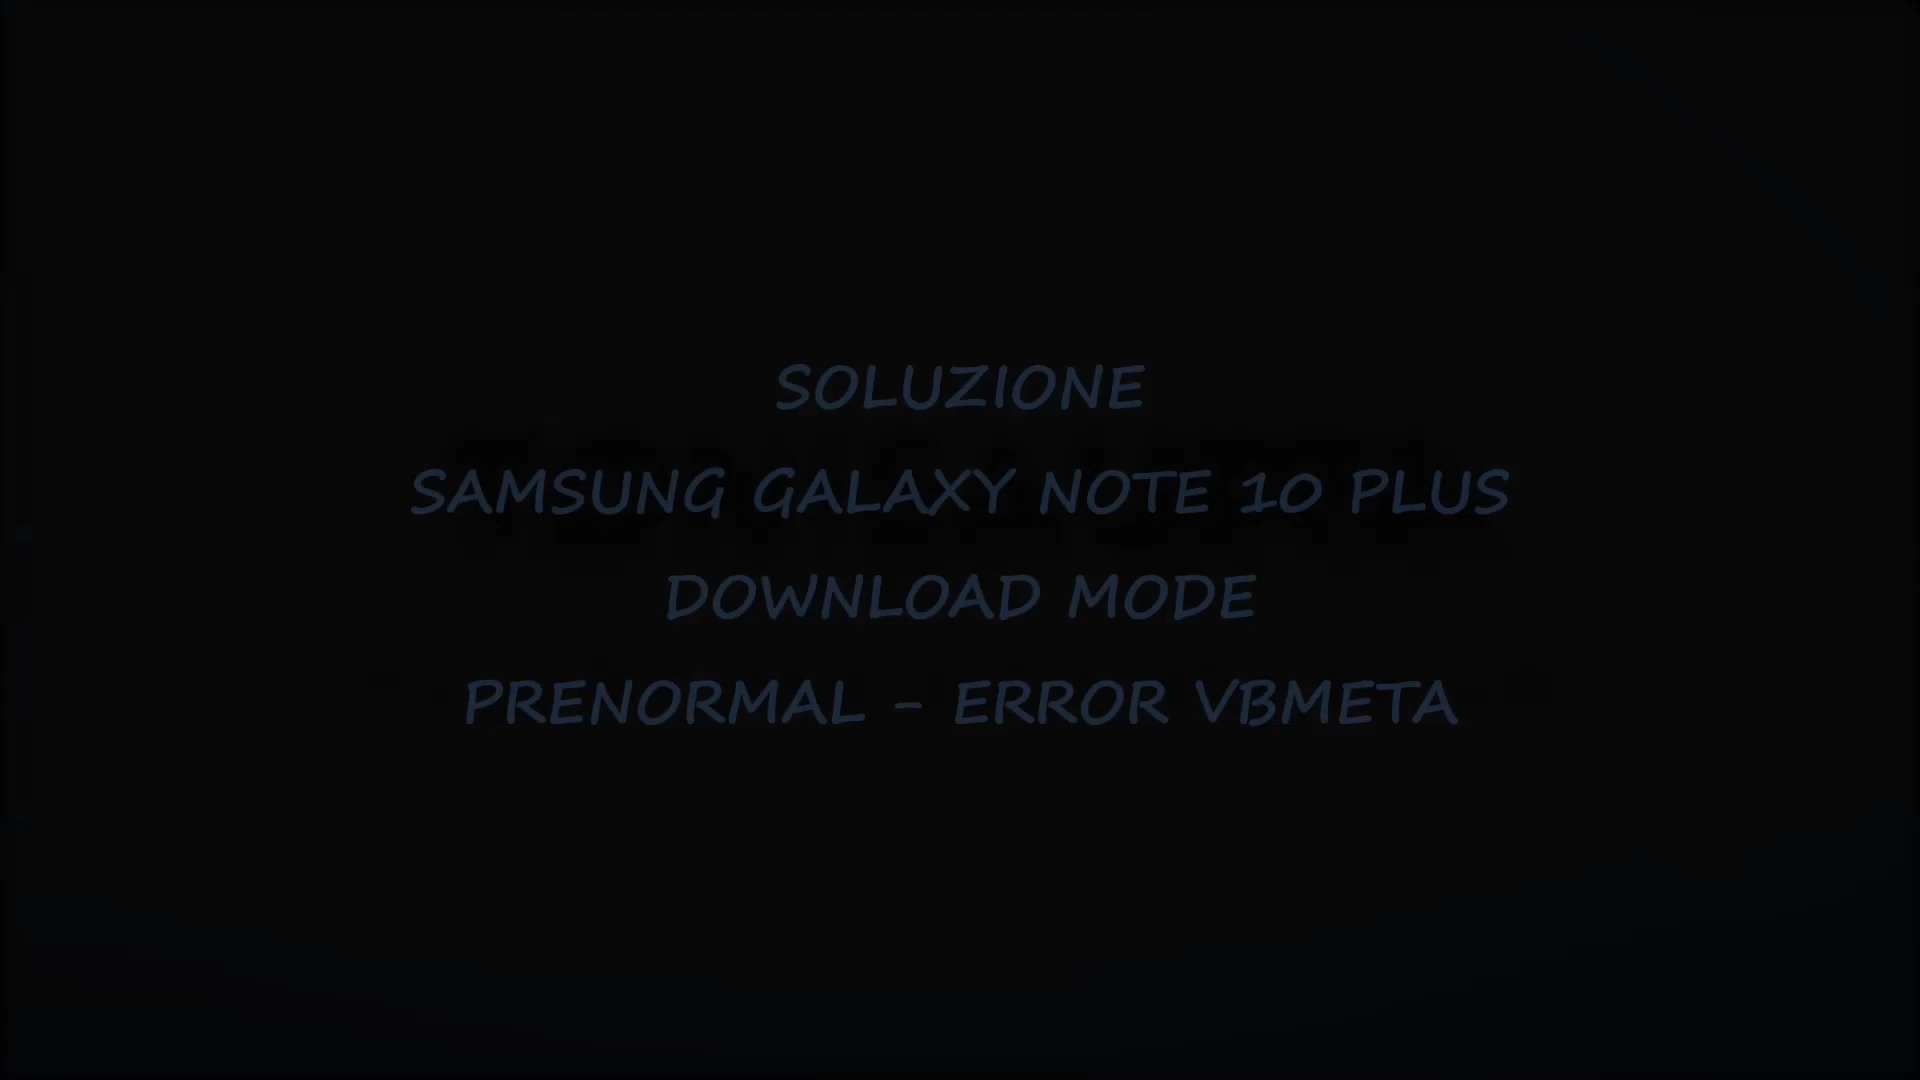 SOLUZIONE
SAMSUNG GALAXY NOTE 10 PLUS
DOWNLOAD MODE
PRENORMAL - ERROR VBMETA